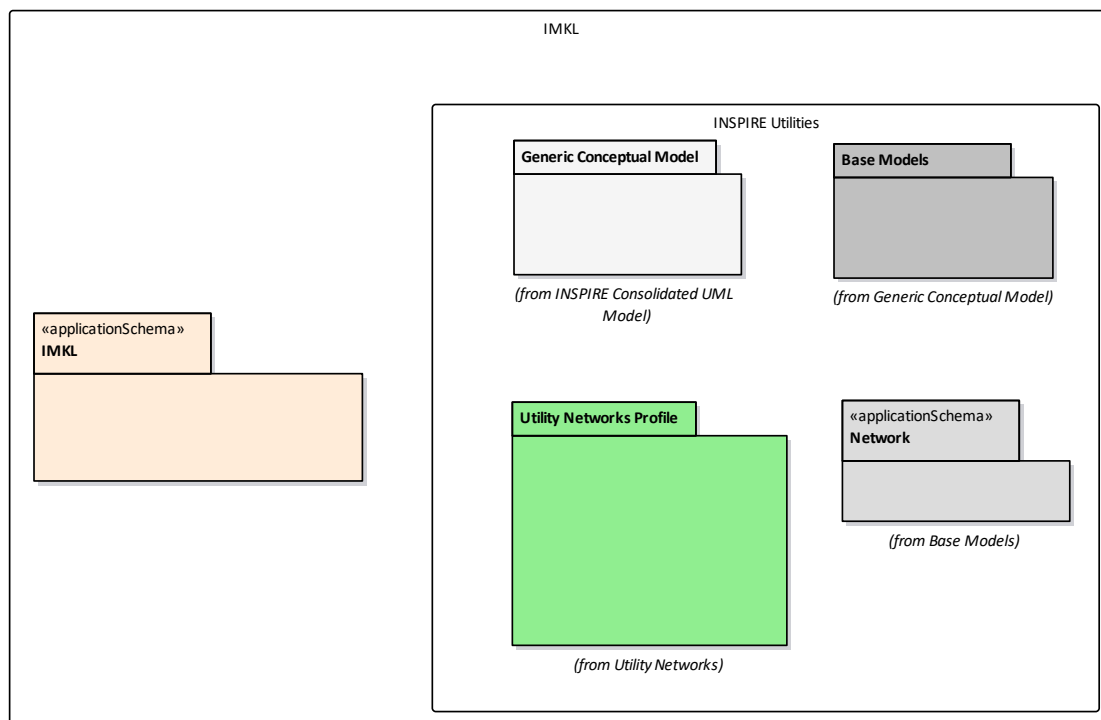 IMKL
INSPIRE Utilities
Generic Conceptual Model
(from INSPIRE Consolidated UML
Model)
Base Models
(from Generic Conceptual Model)
«applicationSchema»
IMKL
Utility Networks Profile
(from Utility Networks)
«applicationSchema»
Network
(from Base Models)